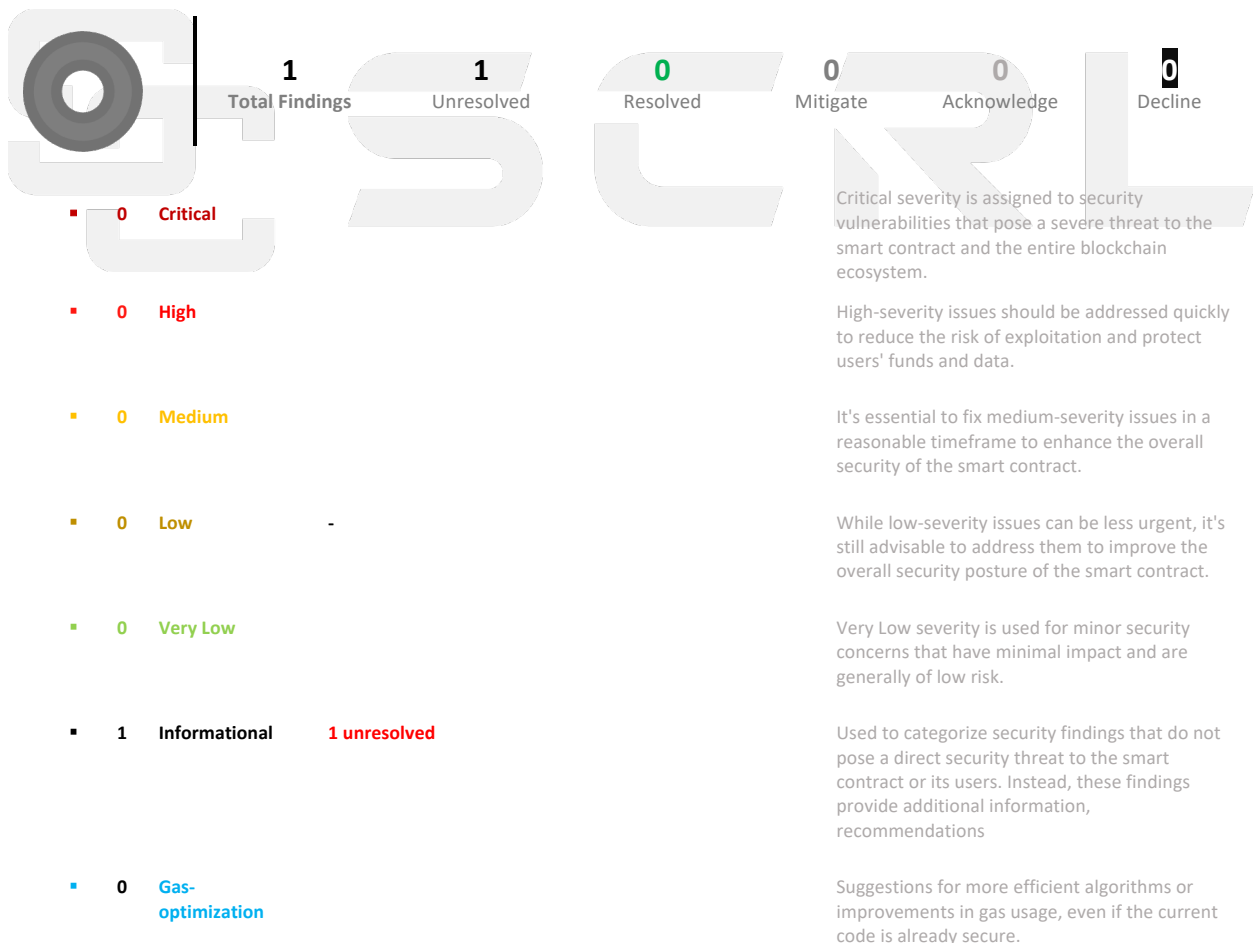 1 1 0 0 0 0
Total Findings Unresolved Resolved Mitigate Acknowledge Decline
SCRL
▪ 0 Critical
Critical severity is assigned to security
vulnerabilities that pose a severe threat to the
smart contract and the entire blockchain
ecosystem.
▪ 0 High
High-severity issues should be addressed quickly
to reduce the risk of exploitation and protect
users' funds and data.
▪ 0 Medium
It's essential to fix medium-severity issues in a
reasonable timeframe to enhance the overall
security of the smart contract.
▪ 0 Low -
While low-severity issues can be less urgent, it's
still advisable to address them to improve the
overall security posture of the smart contract.
▪ 0 Very Low
Very Low severity is used for minor security
concerns that have minimal impact and are
generally of low risk.
▪ 1 Informational 1 unresolved
Used to categorize security findings that do not
pose a direct security threat to the smart
contract or its users. Instead, these findings
provide additional information,
recommendations
▪ 0 Gas-
optimization
Suggestions for more efficient algorithms or
improvements in gas usage, even if the current
code is already secure.